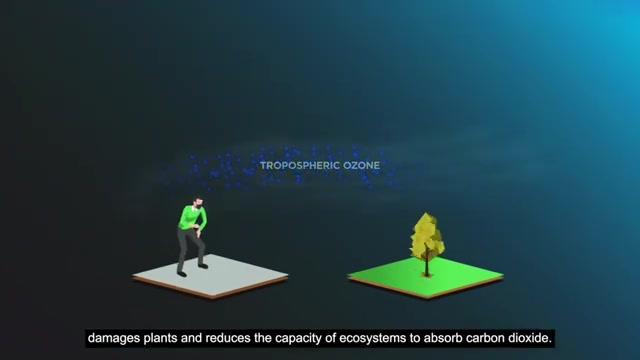 TROPOSPHERIC OZONE
damages plants and reduces the capacity of ecosystems to absorb carbon dioxide.